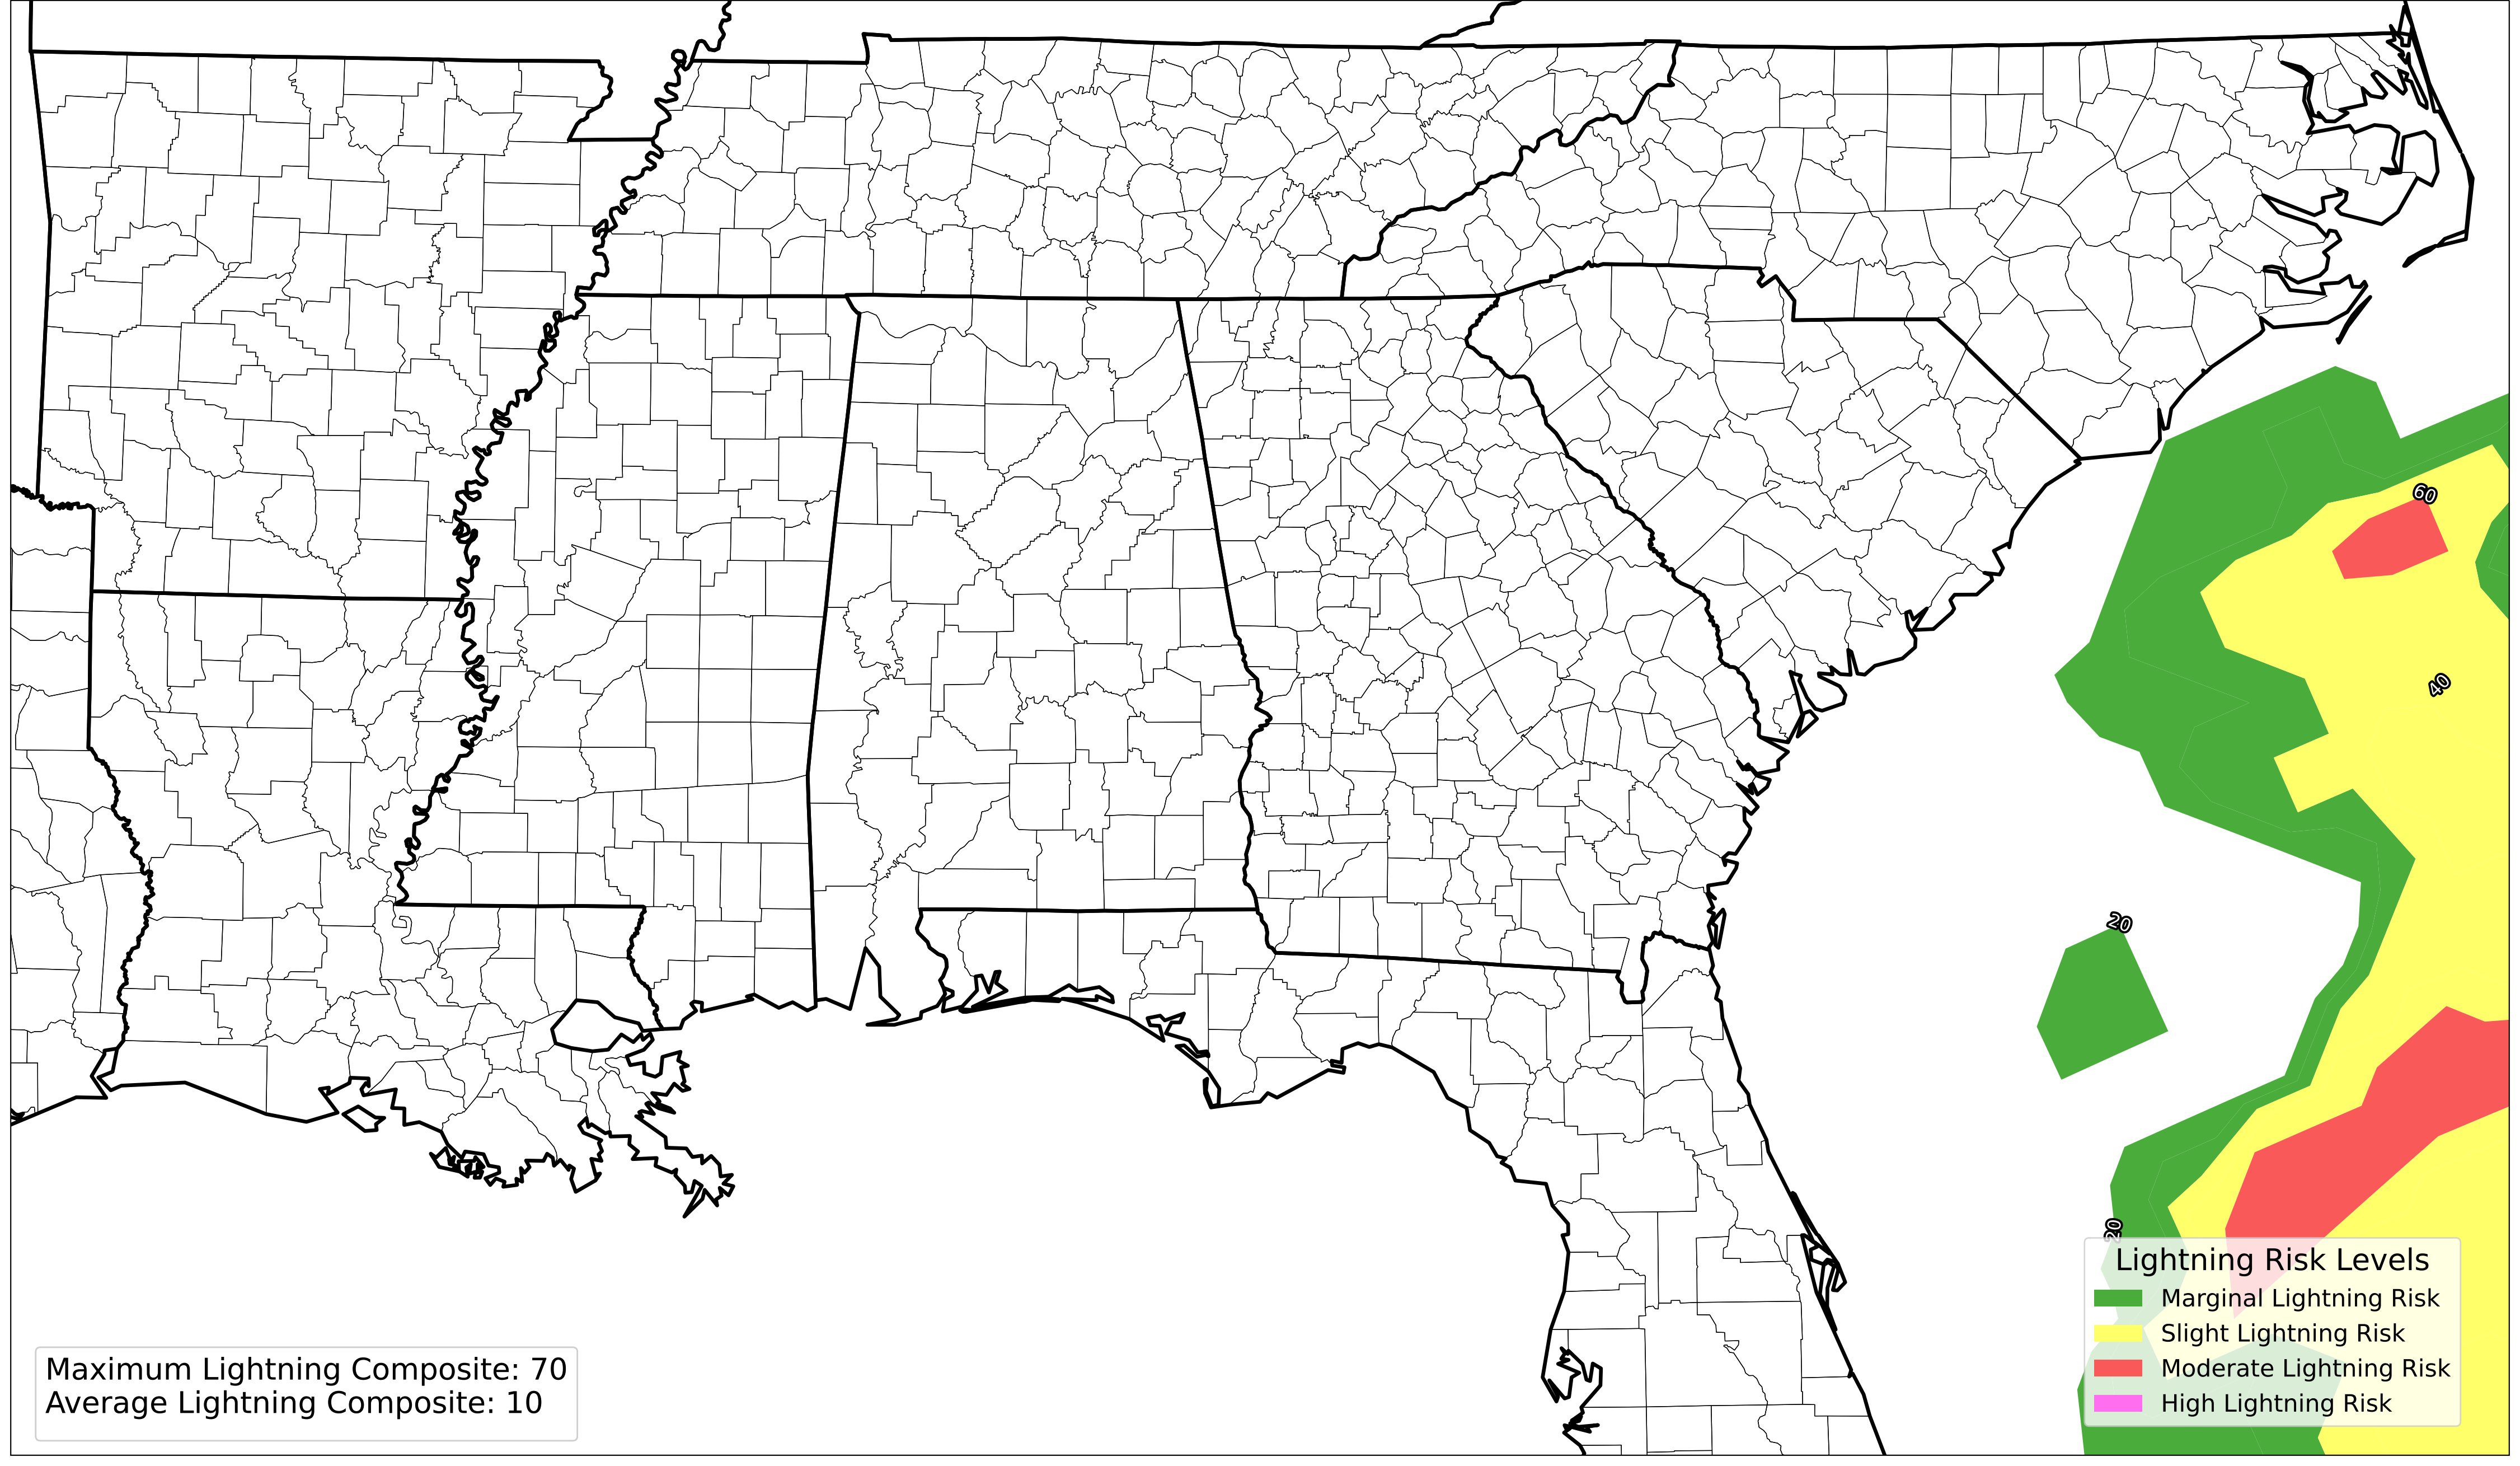 60
40
20
20
Lightning Risk Levels
Marginal Lightning Risk
Slight Lightning Risk
Moderate Lightning Risk
High Lightning Risk
Maximum Lightning Composite: 70
Average Lightning Composite: 10